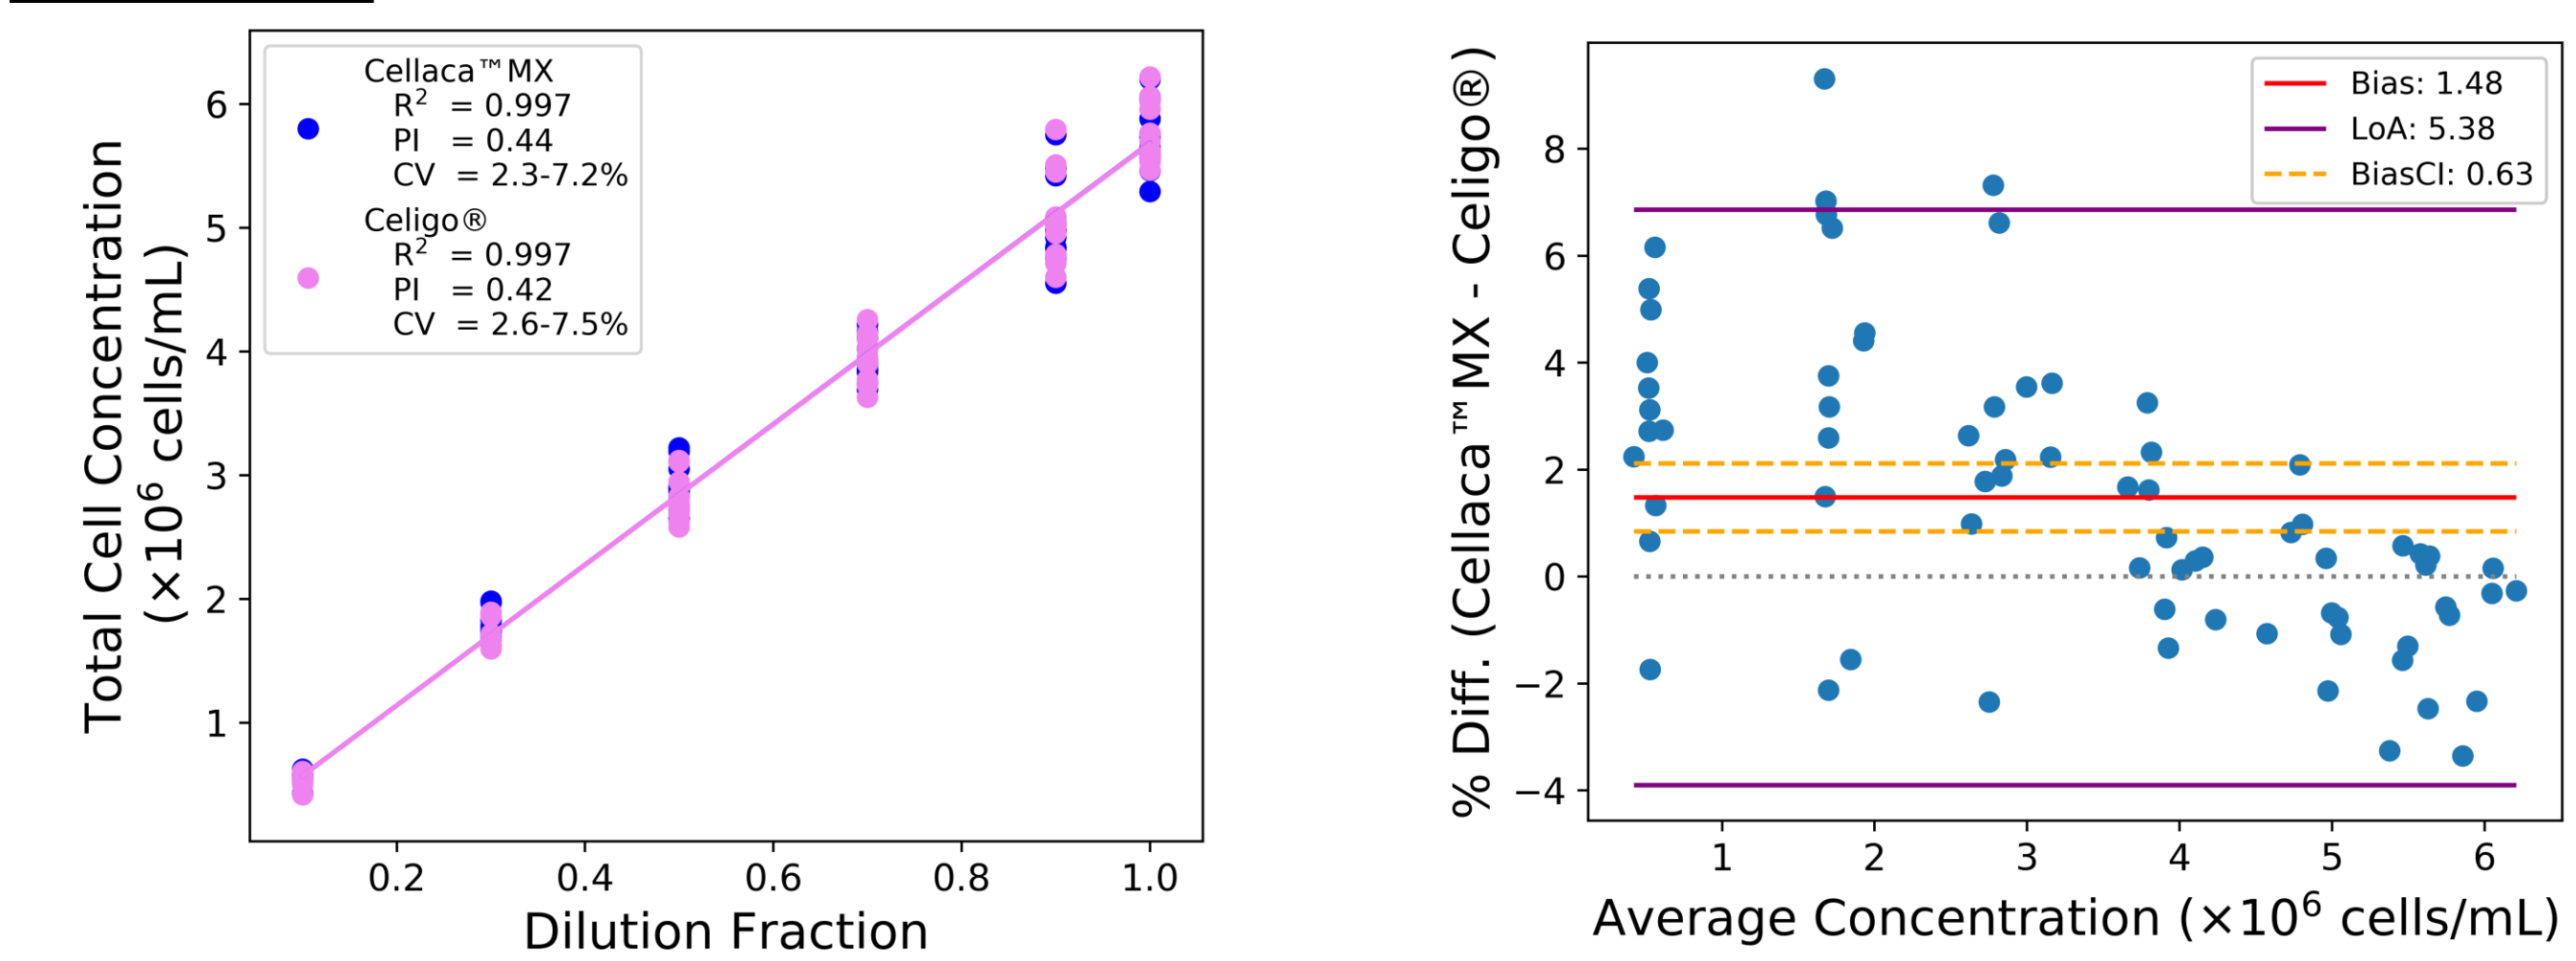 Cellaca™MX
R² = 0.997
PI = 0.44
CV = 2.3-7.2%
Celigo®
R² = 0.997
PI = 0.42
CV = 2.6-7.5%
Total Cell Concentration
(×10⁶ cells/mL)
6
5
4
3
2
1
0.2 0.4 0.6 0.8 1.0
Dilution Fraction
Bias: 1.48
LoA: 5.38
BiasCI: 0.63
% Diff. (Cellaca™MX - Celigo®)
8
6
4
2
0
−2
−4
1 2 3 4 5 6
Average Concentration (×10⁶ cells/mL)